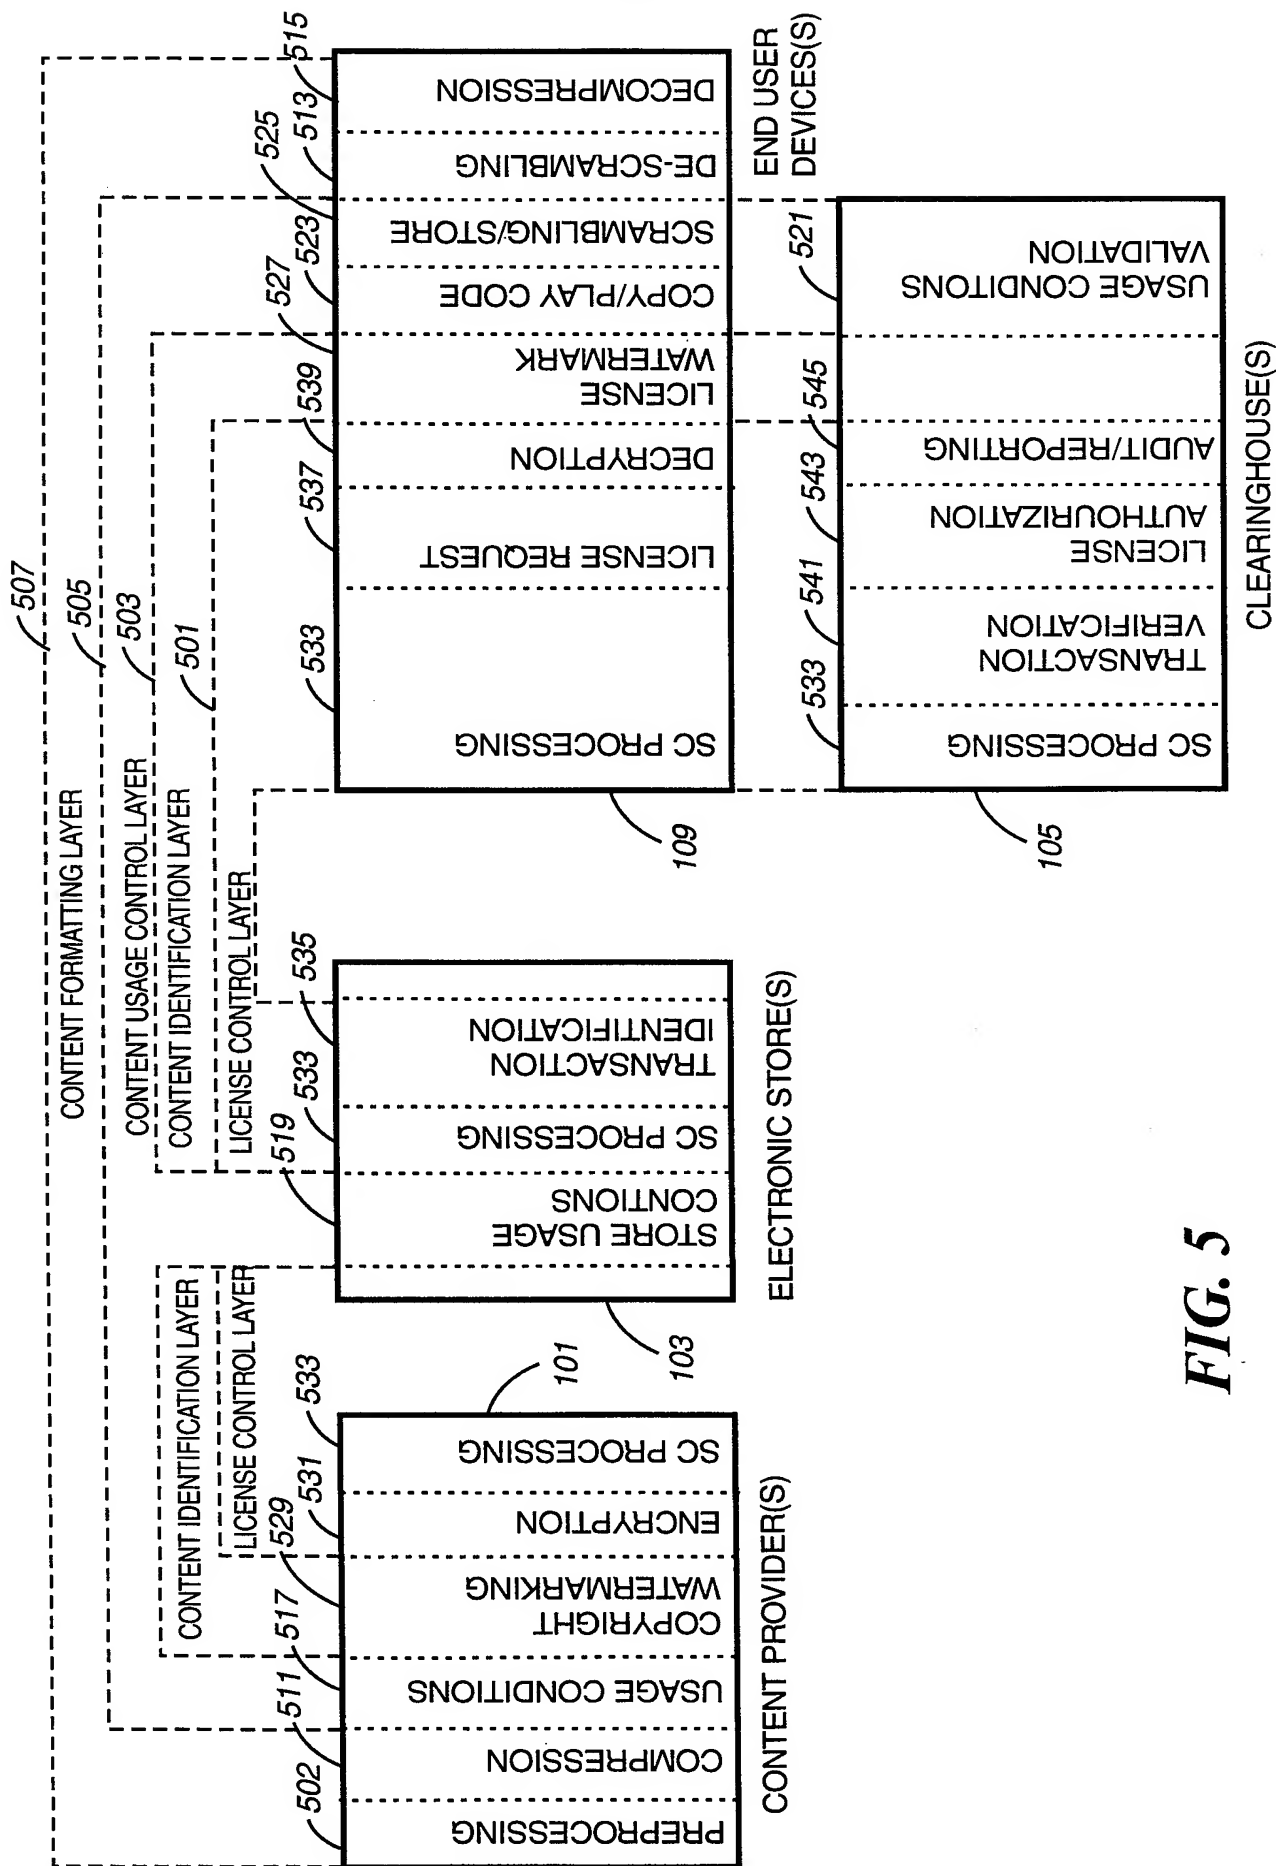 507
CONTENT FORMATTING LAYER
505
CONTENT USAGE CONTROL LAYER
503
CONTENT IDENTIFICATION LAYER
501
LICENSE CONTROL LAYER
CONTENT IDENTIFICATION LAYER
LICENSE CONTROL LAYER
502
511
517
529
531
533
PREPROCESSING
COMPRESSION
USAGE CONDITIONS
COPYRIGHT
WATERMARKING
ENCRYPTION
SC PROCESSING
101
CONTENT PROVIDER(S)
519
533
535
STORE USAGE
CONTIONS
SC PROCESSING
TRANSACTION
IDENTIFICATION
103
ELECTRONIC STORE(S)
533
537
539
527
523
525
513
515
SC PROCESSING
LICENSE REQUEST
DECRYPTION
LICENSE
WATERMARK
COPY/PLAY CODE
SCRAMBLING/STORE
DE-SCRAMBLING
DECOMPRESSION
109
END USER
DEVICES(S)
533
541
543
545
521
SC PROCESSING
TRANSACTION
VERIFICATION
LICENSE
AUTHOURIZATION
AUDIT/REPORTING
USAGE CONDITONS
VALIDATION
105
CLEARINGHOUSE(S)
FIG. 5